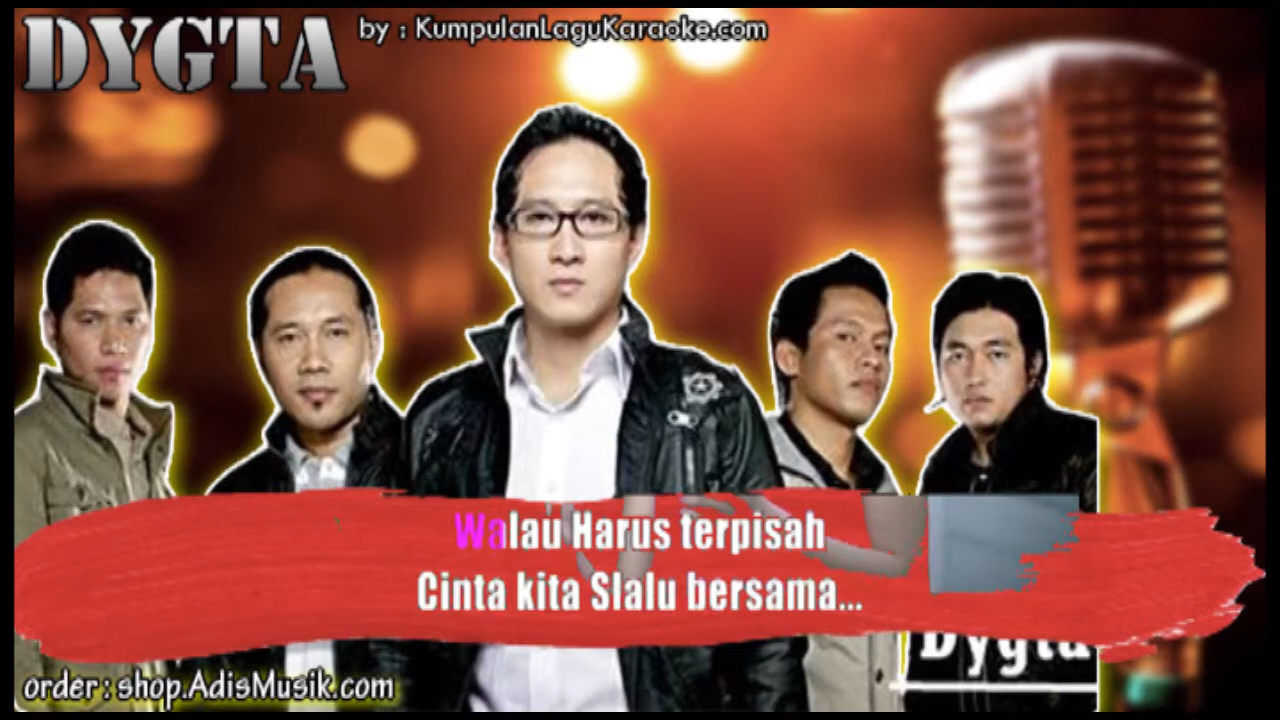 DYGTA
by : KumpulanLaguKaraoke.com
Walau Harus terpisah
Cinta kita Slalu bersama...
Dygta
order : shop.AdisMusik.com